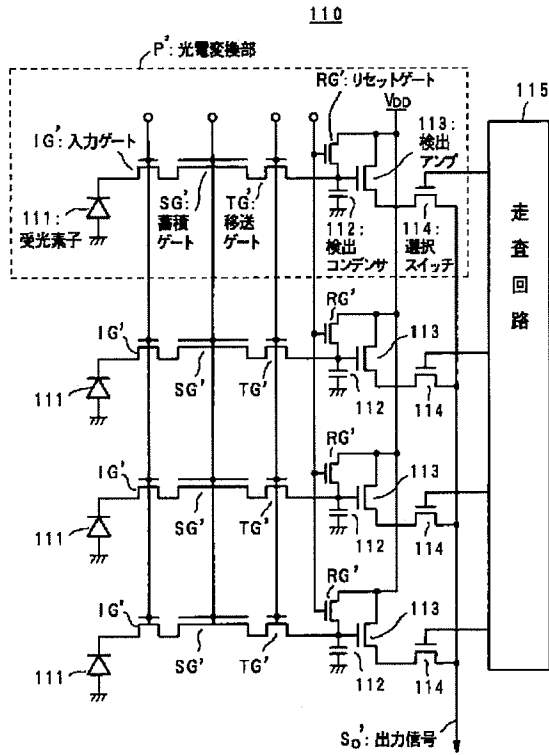 110
P': 光電変換部
RG': リセットゲート
VDD
115
IG': 入力ゲート
113:
検出
アンプ
111:
受光素子
SG':
蓄積
ゲート
TG':
移送
ゲート
112:
検出
コンデンサ
114:
選択
スイッチ
走査回路
RG'
IG'
113
111
SG'
TG'
112
114
RG'
IG'
113
111
SG'
TG'
112
114
RG'
IG'
113
111
SG'
TG'
112
114
SO': 出力信号